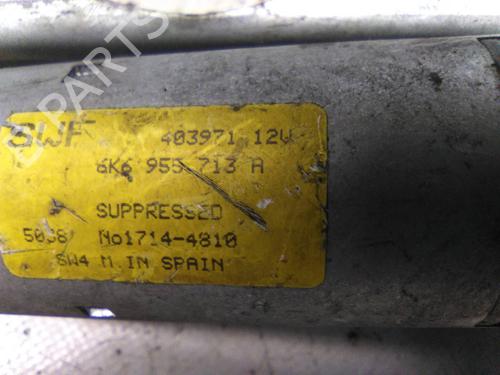 SWF 403971 12V
6K6 955 713 A
SUPPRESSED
5038 No1714-4810
SW4 M.IN SPAIN